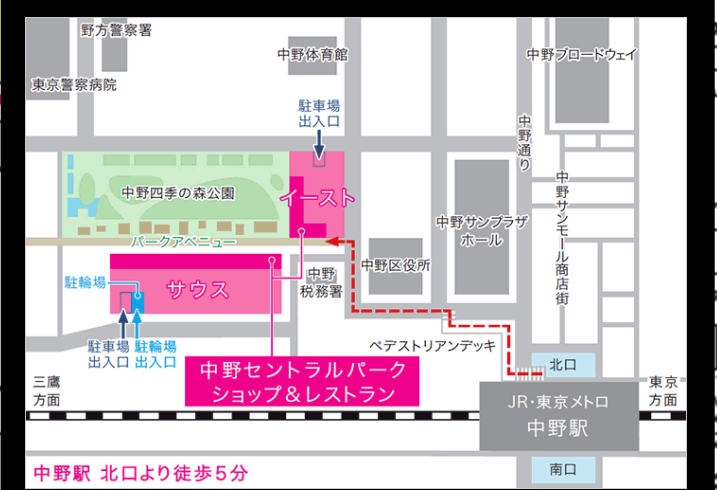 野方警察署
中野体育館
中野ブロードウェイ
東京警察病院
駐車場
出入口
中野通り
中野四季の森公園
イースト
中野サンモール商店街
中野サンプラザ
ホール
パークアベニュー
中野区役所
中野
税務署
駐輪場
サウス
駐車場
出入口
駐輪場
出入口
ペデストリアンデッキ
中野セントラルパーク
ショップ&レストラン
北口
三鷹
方面
東京
方面
JR・東京メトロ
中野駅
南口
中野駅 北口より徒歩5分